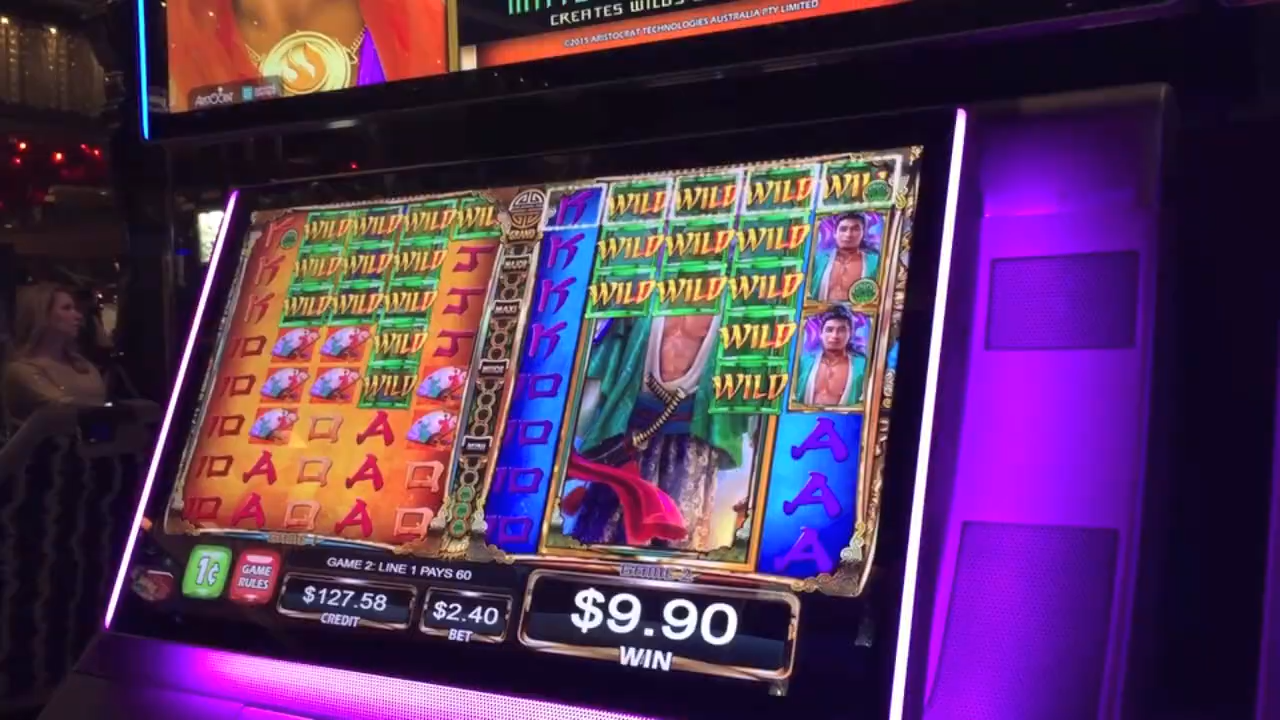 CREATES WILDS
©2015 ARISTOCRAT TECHNOLOGIES AUSTRALIA PTY LIMITED
ARISTOCRAT
K WILD WILD WILD WIL
K WILD WILD WILD K
K WILD WILD WILD K
10 WILD K
10 WILD
10 Q A
10 A Q A Q
10 A Q A Q
GRAND
MAJOR
MAXI
MINOR
MINI
K WILD WILD WILD WIL
K WILD WILD WILD
K WILD WILD WILD
K WILD
10 WILD
10 A
10 A
10 A
GAME 2
1¢
GAME
RULES
GAME 2: LINE 1 PAYS 60
$127.58
CREDIT
$2.40
BET
$9.90
WIN